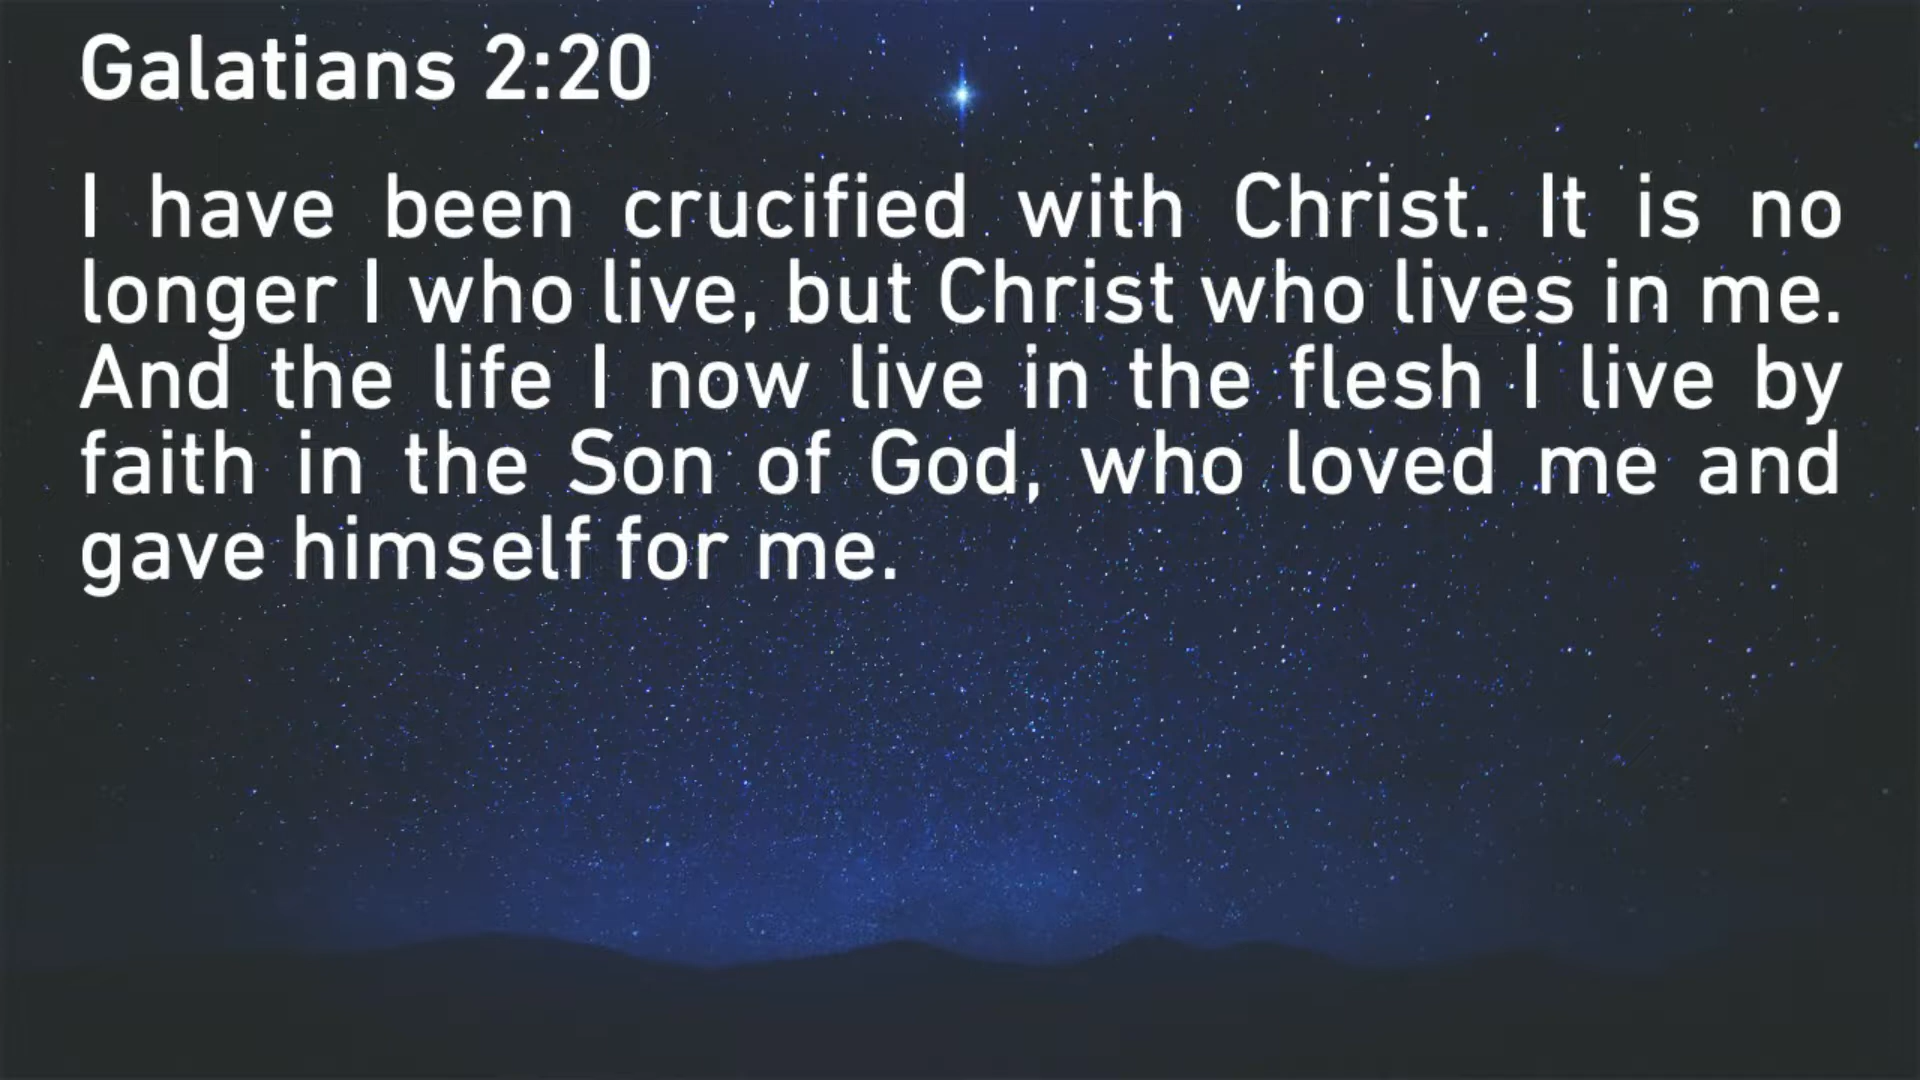 Galatians 2:20
I have been crucified with Christ. It is no
longer I who live, but Christ who lives in me.
And the life I now live in the flesh I live by
faith in the Son of God, who loved me and
gave himself for me.